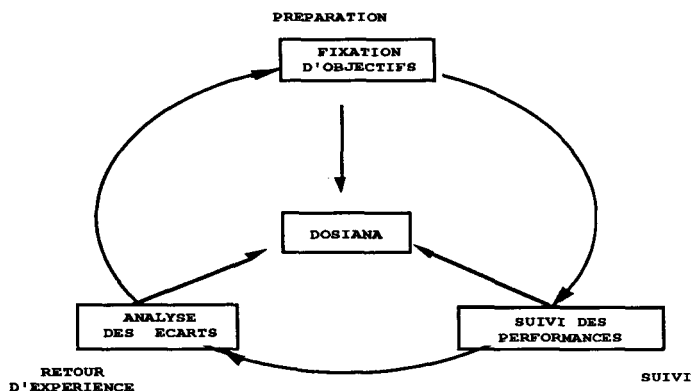 PREPARATION
FIXATION
D'OBJECTIFS
DOSIANA
ANALYSE
DES ECARTS
SUIVI DES
PERFORMANCES
RETOUR
D'EXPERIENCE
SUIVI